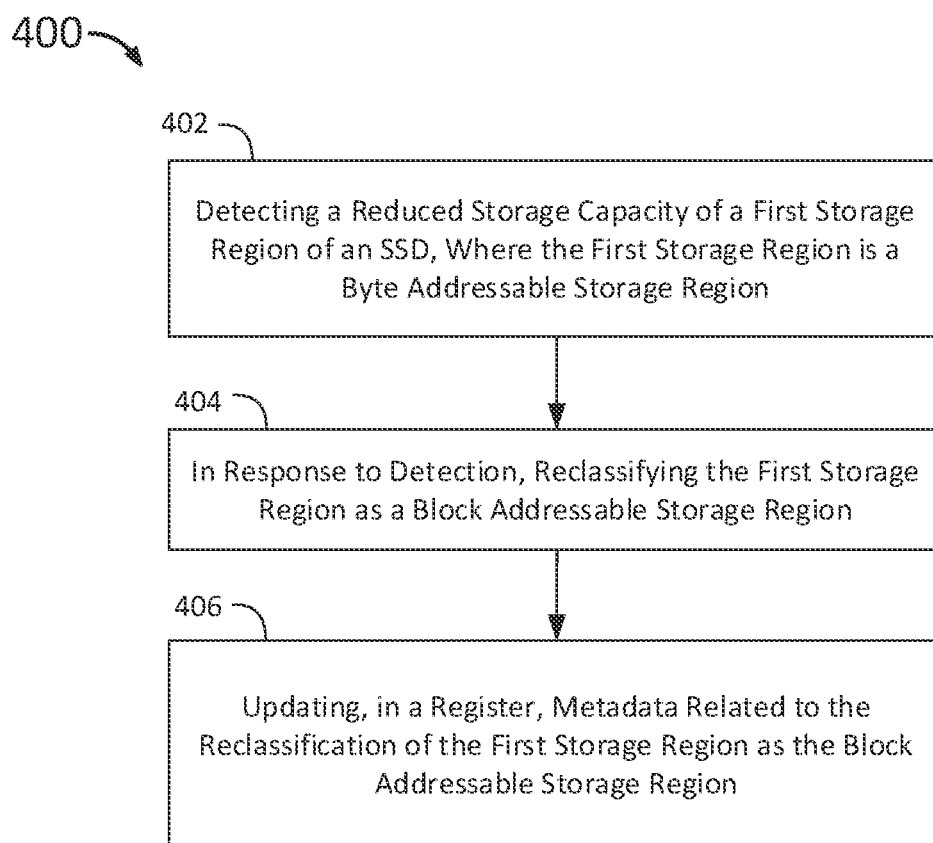 400
402
Detecting a Reduced Storage Capacity of a First Storage
Region of an SSD, Where the First Storage Region is a
Byte Addressable Storage Region
404
In Response to Detection, Reclassifying the First Storage
Region as a Block Addressable Storage Region
406
Updating, in a Register, Metadata Related to the
Reclassification of the First Storage Region as the Block
Addressable Storage Region